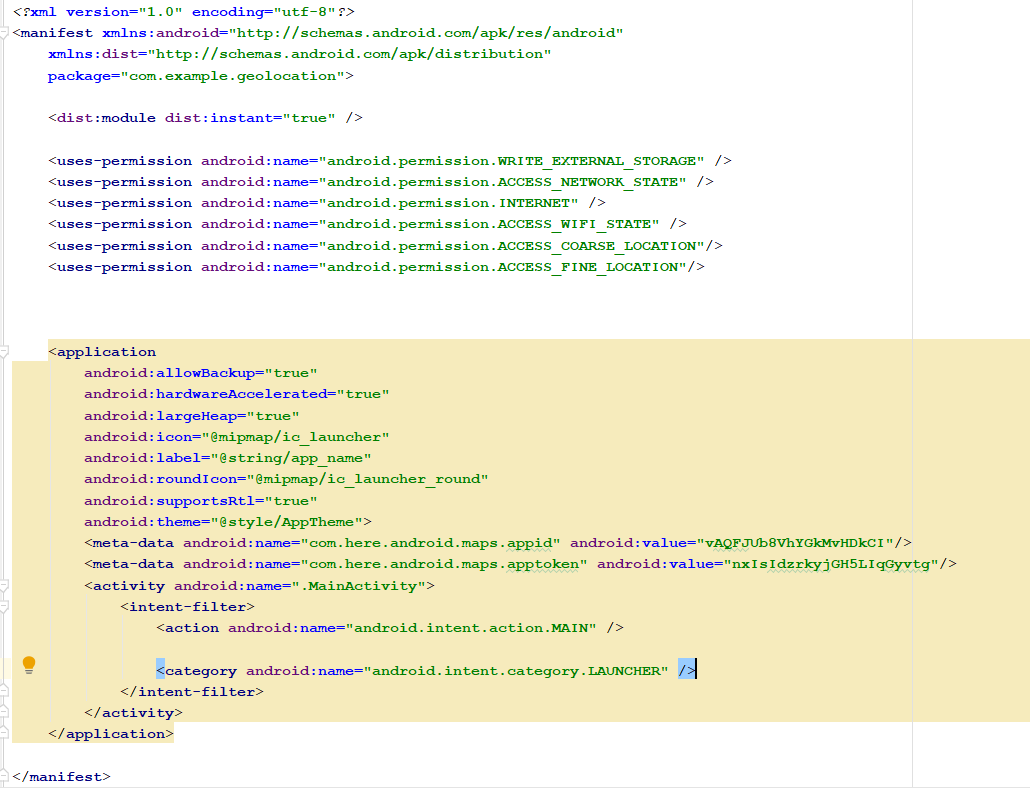 <?xml version="1.0" encoding="utf-8"?>
<manifest xmlns:android="http://schemas.android.com/apk/res/android"
xmlns:dist="http://schemas.android.com/apk/distribution"
package="com.example.geolocation">
<dist:module dist:instant="true" />
<uses-permission android:name="android.permission.WRITE_EXTERNAL_STORAGE" />
<uses-permission android:name="android.permission.ACCESS_NETWORK_STATE" />
<uses-permission android:name="android.permission.INTERNET" />
<uses-permission android:name="android.permission.ACCESS_WIFI_STATE" />
<uses-permission android:name="android.permission.ACCESS_COARSE_LOCATION"/>
<uses-permission android:name="android.permission.ACCESS_FINE_LOCATION"/>
<application
android:allowBackup="true"
android:hardwareAccelerated="true"
android:largeHeap="true"
android:icon="@mipmap/ic_launcher"
android:label="@string/app_name"
android:roundIcon="@mipmap/ic_launcher_round"
android:supportsRtl="true"
android:theme="@style/AppTheme">
<meta-data android:name="com.here.android.maps.appid" android:value="vAQFJUb8VhYGkMvHDkCI"/>
<meta-data android:name="com.here.android.maps.apptoken" android:value="nxIsIdzrkyjGH5LIqGyvtg"/>
<activity android:name=".MainActivity">
<intent-filter>
<action android:name="android.intent.action.MAIN" />
<category android:name="android.intent.category.LAUNCHER" />
</intent-filter>
</activity>
</application>
</manifest>